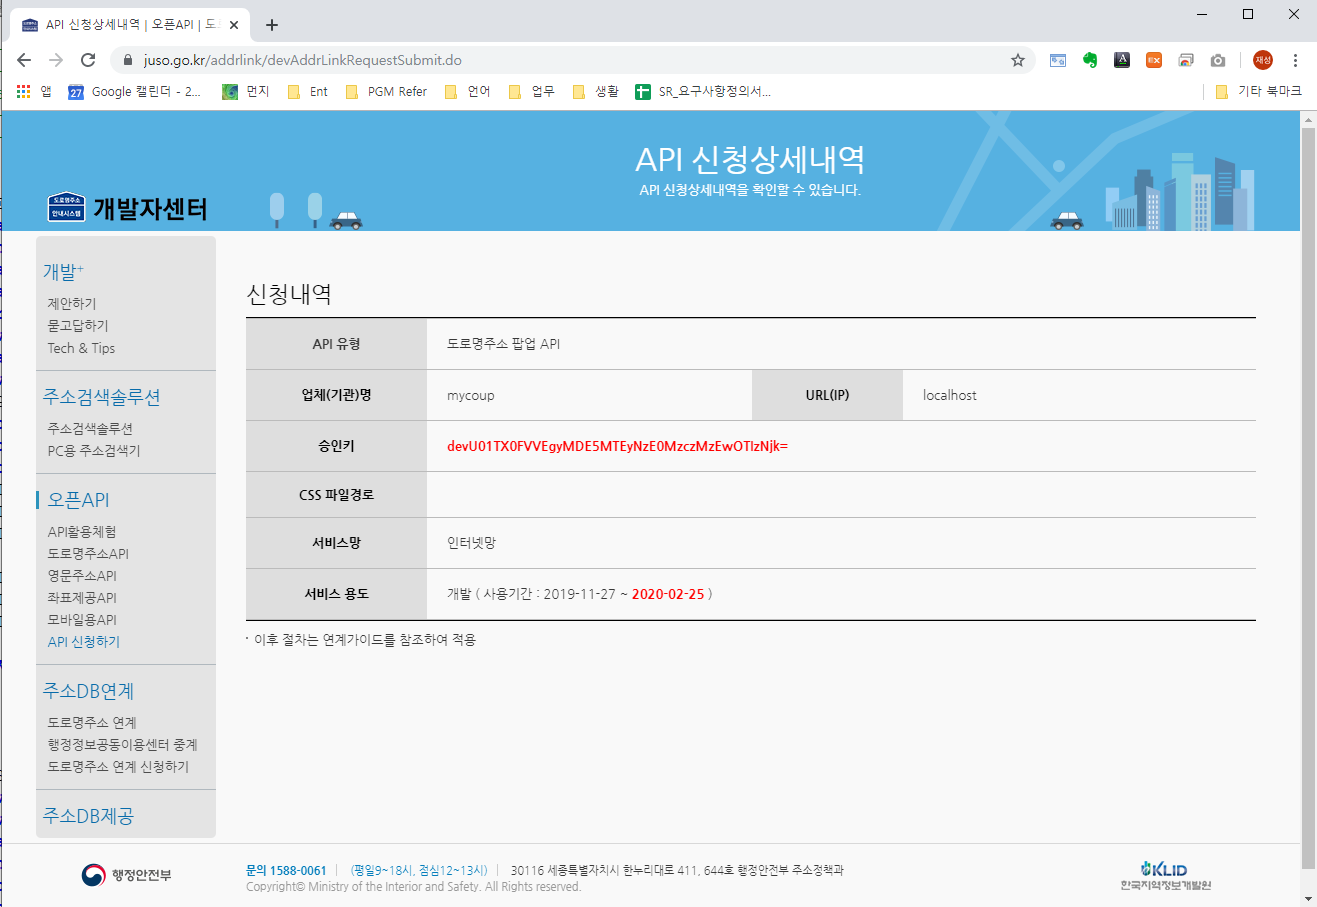 API 신청상세내역 | 오픈API | 도
juso.go.kr/addrlink/devAddrLinkRequestSubmit.do
재성
앱
27
Google 캘린더 - 2...
먼지
Ent
PGM Refer
언어
업무
생활
SR_요구사항정의서...
기타 북마크
API 신청상세내역
API 신청상세내역을 확인할 수 있습니다.
도로명주소
안내시스템
개발자센터
개발+
제안하기
묻고답하기
Tech & Tips
주소검색솔루션
주소검색솔루션
PC용 주소검색기
오픈API
API활용체험
도로명주소API
영문주소API
좌표제공API
모바일용API
API 신청하기
주소DB연계
도로명주소 연계
행정정보공동이용센터 중계
도로명주소 연계 신청하기
주소DB제공
신청내역
API 유형 도로명주소 팝업 API
업체(기관)명 mycoup URL(IP) localhost
승인키 devU01TX0FVVEgyMDE5MTEyNzE0MzczMzEwOTIzNjk=
CSS 파일경로
서비스망 인터넷망
서비스 용도 개발 ( 사용기간 : 2019-11-27 ~ 2020-02-25 )
· 이후 절차는 연계가이드를 참조하여 적용
행정안전부
문의 1588-0061 | (평일9~18시, 점심12~13시) | 30116 세종특별자치시 한누리대로 411, 644호 행정안전부 주소정책과
Copyright© Ministry of the Interior and Safety. All Rights reserved.
KLID
한국지역정보개발원